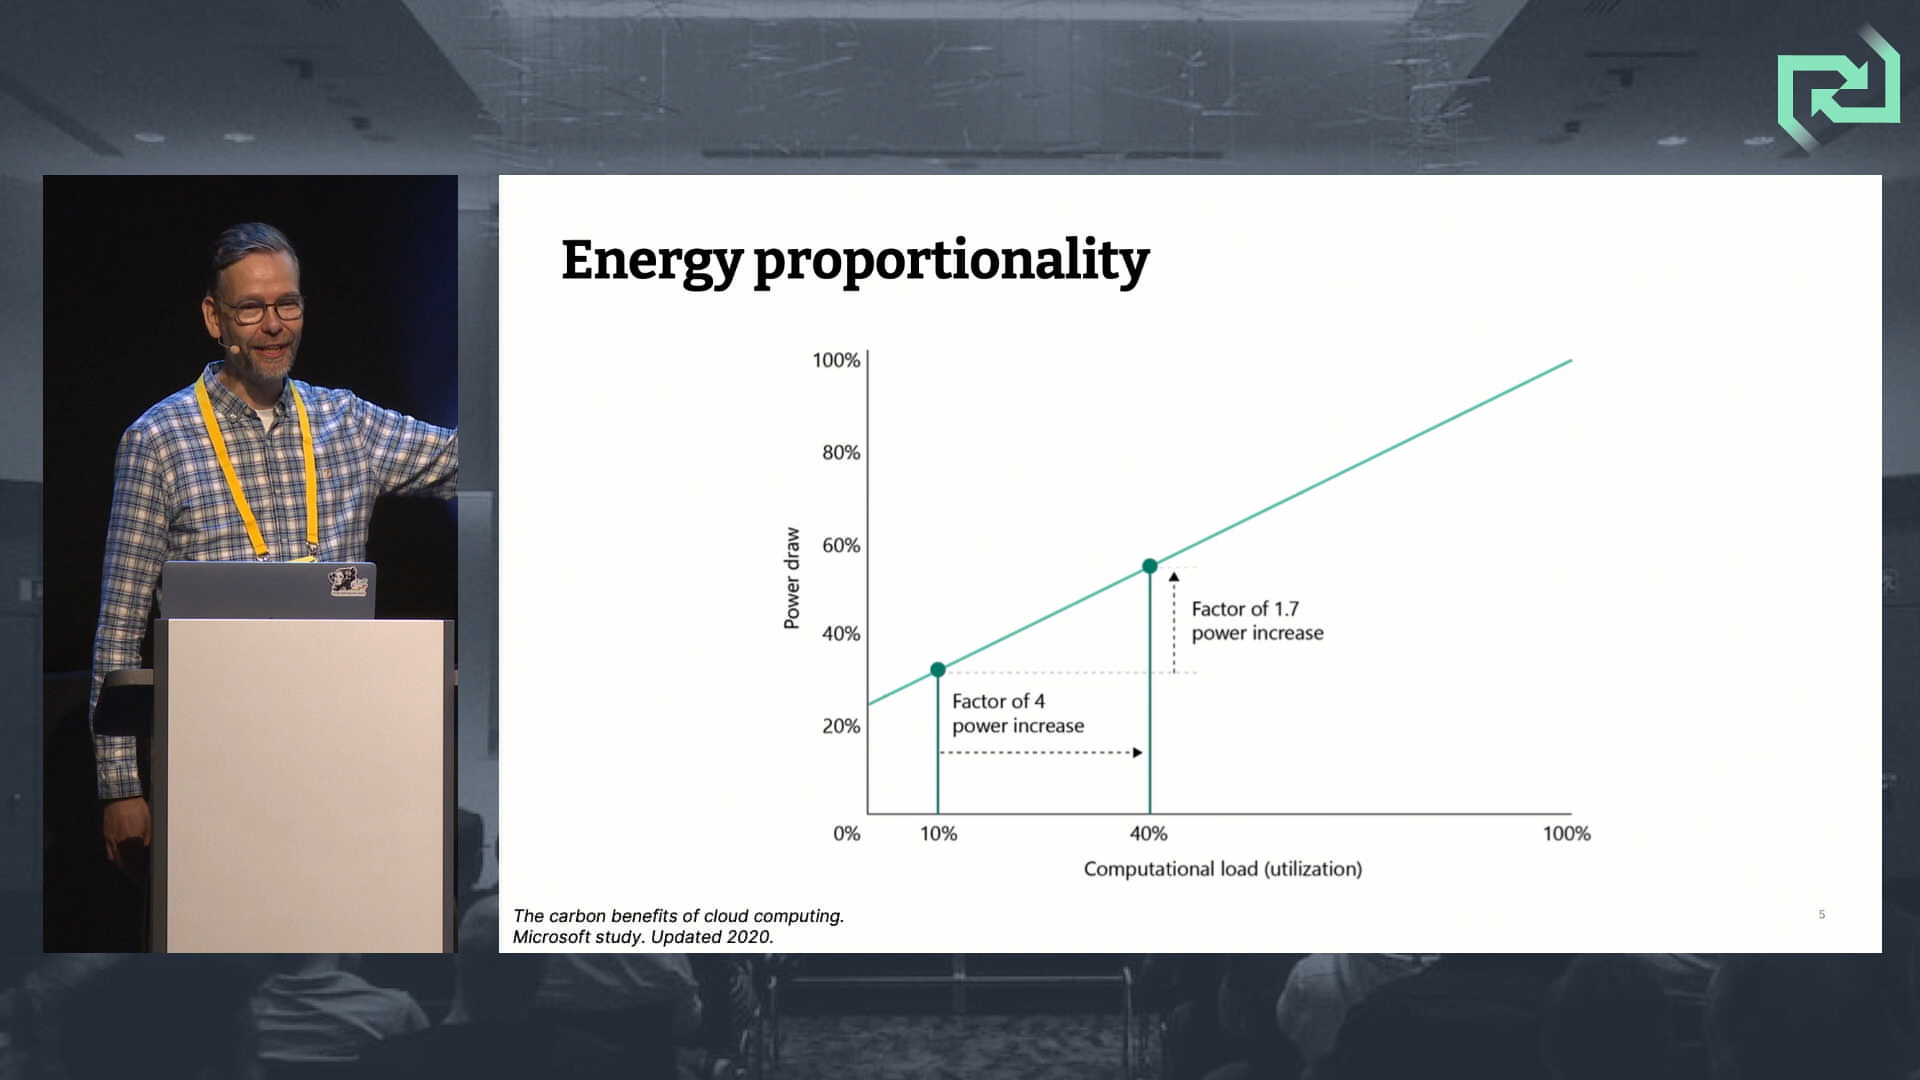 Energy proportionality
100%
80%
60%
40%
20%
0%
Power draw
Factor of 1.7
power increase
Factor of 4
power increase
10%
40%
100%
Computational load (utilization)
The carbon benefits of cloud computing.
Microsoft study. Updated 2020.
5